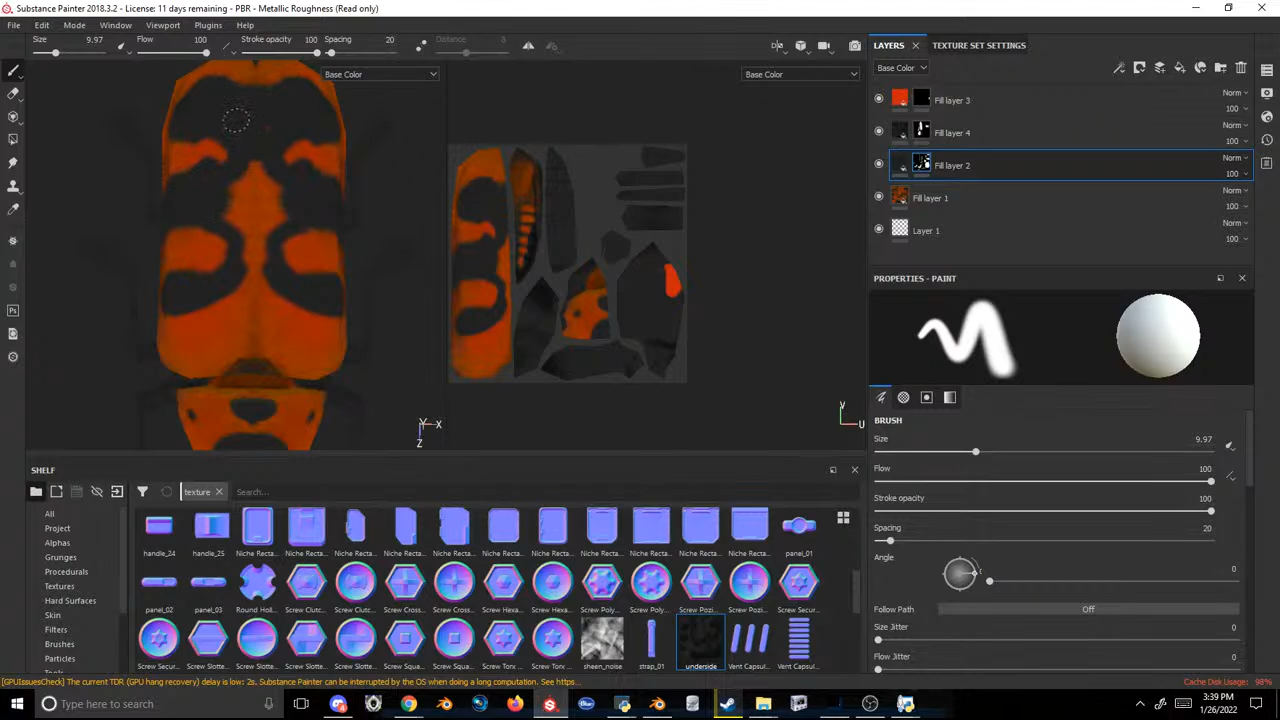 Substance Painter 2018.3.2 - License: 11 days remaining - PBR - Metallic Roughness (Read only)
File Edit Mode Window Viewport Plugins Help
Size 9.97 Flow 100 Stroke opacity 100 Spacing 20 Distance 8
Base Color
Base Color
Y X
Z
V
U
LAYERS TEXTURE SET SETTINGS
Base Color
Fill layer 3 Norm 100
Fill layer 4 Norm 100
Fill layer 2 Norm 100
Fill layer 1 Norm 100
Layer 1 Norm 100
PROPERTIES - PAINT
BRUSH
Size 9.97
Flow 100
Stroke opacity 100
Spacing 20
Angle 0
Follow Path Off
Size Jitter 0
Flow Jitter 0
SHELF
texture Search...
All
Project
Alphas
Grunges
Procedurals
Textures
Hard Surfaces
Skin
Filters
Brushes
Particles
handle_24 handle_25 Niche Recta... Niche Recta... Niche Recta... Niche Recta... Niche Recta... Niche Recta... Niche Recta... Niche Recta... Niche Recta... Niche Recta... Niche Recta... panel_01
panel_02 panel_03 Round Holl... Screw Clutc... Screw Clutc... Screw Cross... Screw Cross... Screw Hexa... Screw Hexa... Screw Poly... Screw Poly... Screw Pozi... Screw Pozi... Screw Secur...
Screw Secur... Screw Slotte... Screw Slotte... Screw Slotte... Screw Slotte... Screw Squa... Screw Squa... Screw Torx ... Screw Torx ... sheen_noise strap_01 underside Vent Capsul... Vent Capsul...
[GPUIssuesCheck] The current TDR (GPU hang recovery) delay is low: 2s. Substance Painter can be interrupted by the OS when doing a long computation. See https...
Cache Disk Usage: 98%
Type here to search
3:39 PM
1/26/2022